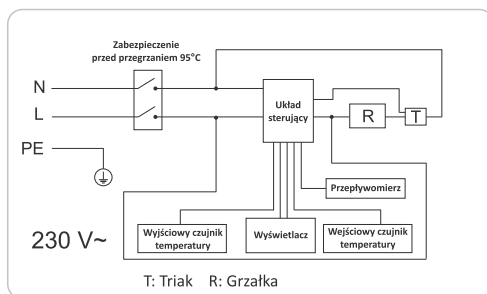 Zabezpieczenie
przed przegrzaniem 95°C
N
L
PE
Układ
sterujący
R
T
Przepływomierz
Wyjściowy czujnik
temperatury
Wyświetlacz
Wejściowy czujnik
temperatury
230 V~
T: Triak R: Grzałka